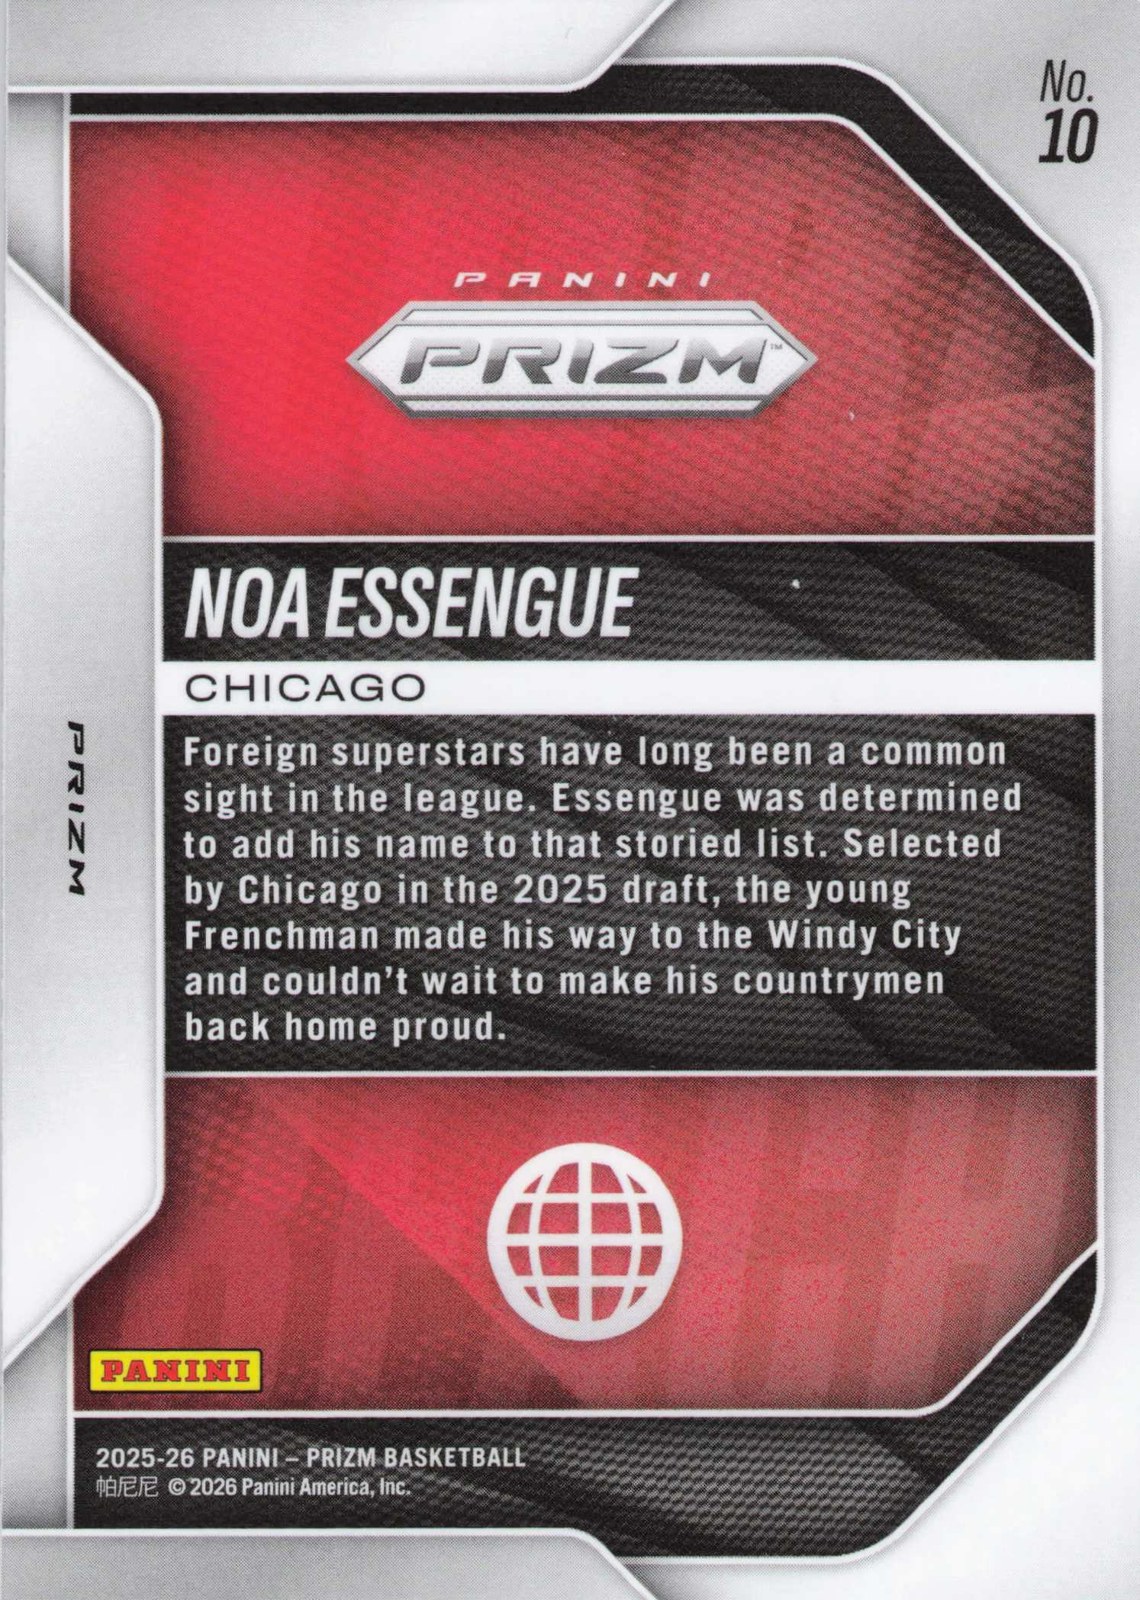 No.
10
PANINI
PRIZM™
NOA ESSENGUE
CHICAGO
PRIZM
Foreign superstars have long been a common
sight in the league. Essengue was determined
to add his name to that storied list. Selected
by Chicago in the 2025 draft, the young
Frenchman made his way to the Windy City
and couldn't wait to make his countrymen
back home proud.
PANINI
2025-26 PANINI – PRIZM BASKETBALL
帕尼尼 © 2026 Panini America, Inc.